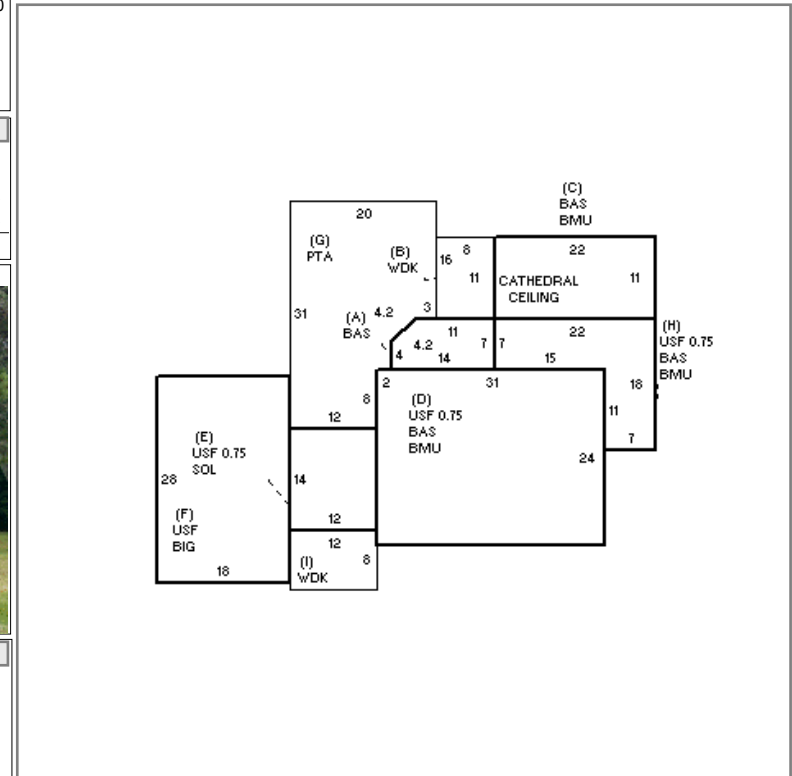 (C)
BAS
BMU
20
(G)
PTA
(B)
WDK
16
8
11
22
11
CATHEDRAL
CEILING
31
4.2
3
(A)
BAS
4
4.2
11
14
7
7
22
15
(H)
USF 0.75
BAS
BMU
18
11
7
8
12
2
31
(D)
USF 0.75
BAS
BMU
24
(E)
USF 0.75
SOL
28
14
(F)
USF
BIG
18
12
12
8
(I)
WDK